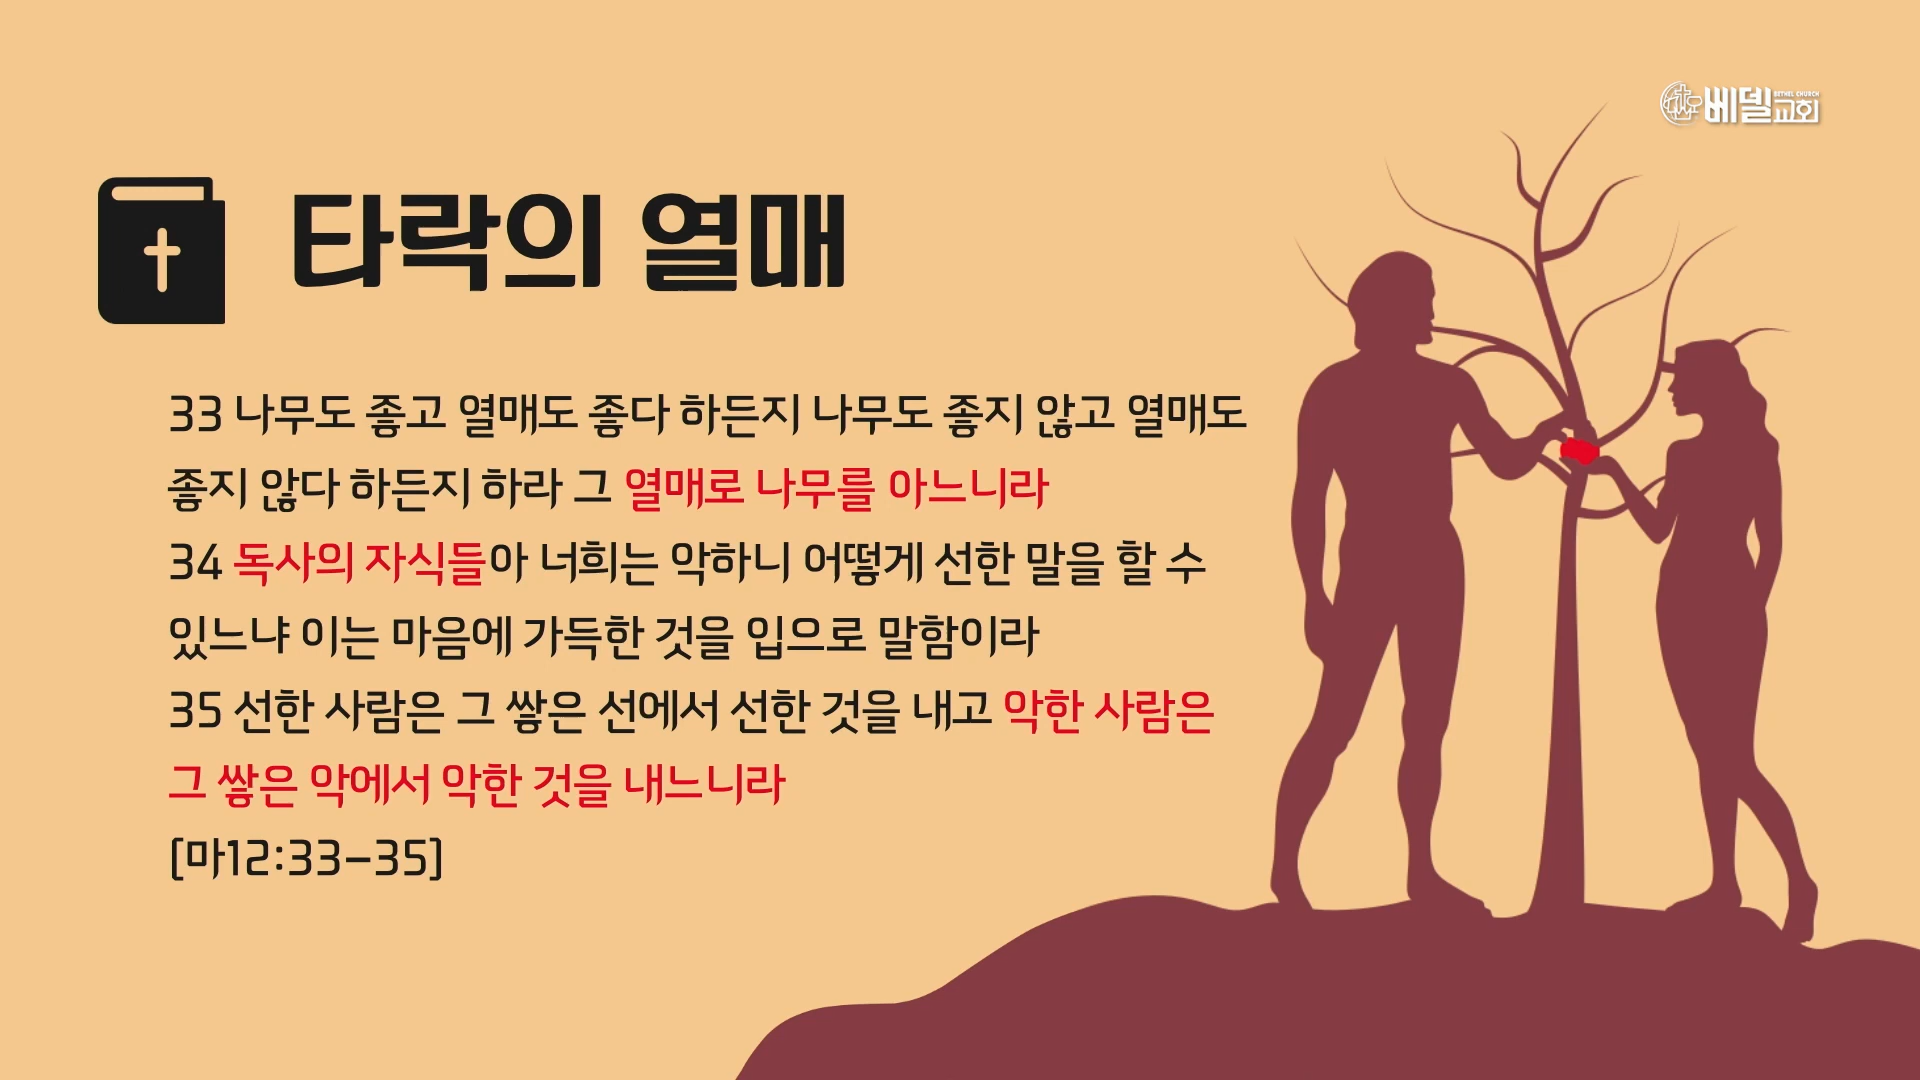 베델교회
BETHEL CHURCH
타락의 열매
33 나무도 좋고 열매도 좋다 하든지 나무도 좋지 않고 열매도
좋지 않다 하든지 하라 그 열매로 나무를 아느니라
34 독사의 자식들아 너희는 악하니 어떻게 선한 말을 할 수
있느냐 이는 마음에 가득한 것을 입으로 말함이라
35 선한 사람은 그 쌓은 선에서 선한 것을 내고 악한 사람은
그 쌓은 악에서 악한 것을 내느니라
[마12:33-35]